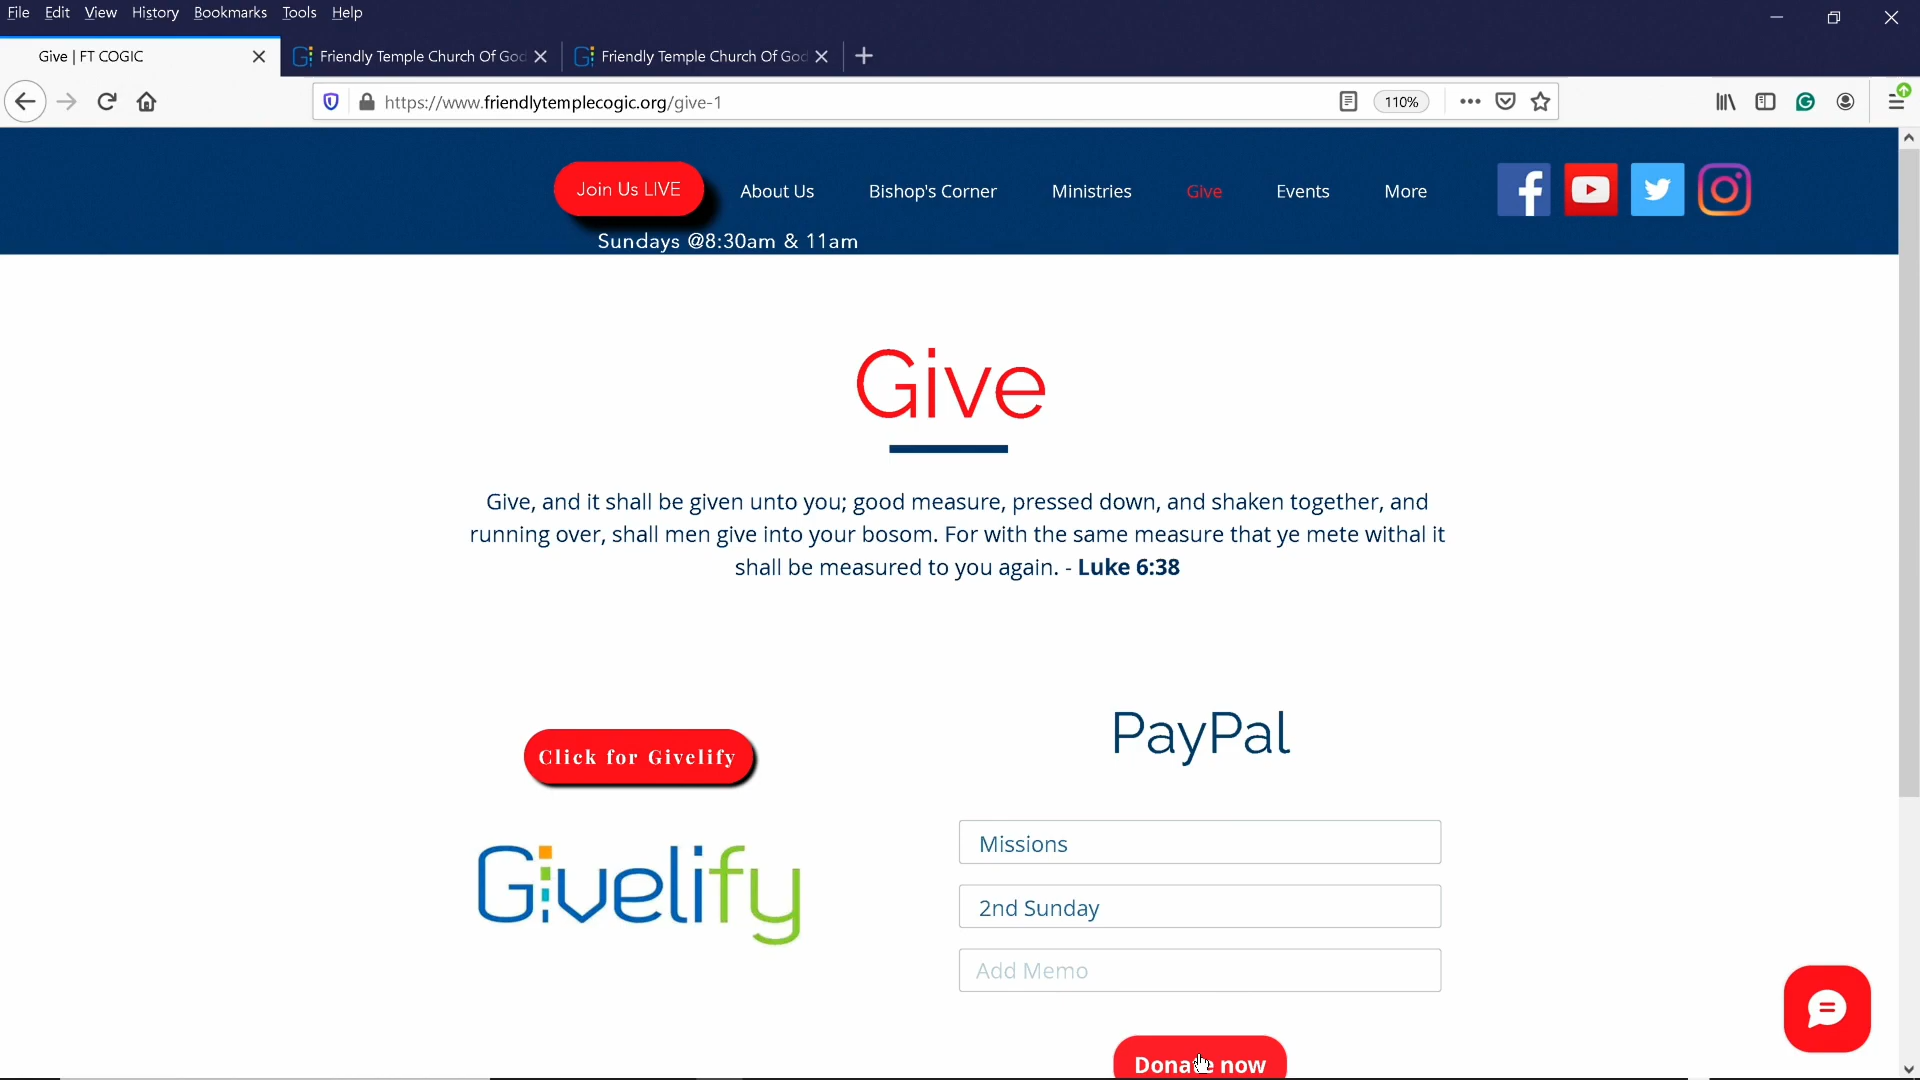 File Edit View History Bookmarks Tools Help
Give | FT COGIC
Friendly Temple Church Of God
Friendly Temple Church Of God
https://www.friendlytemplecogic.org/give-1
110%
Join Us LIVE
About Us
Bishop's Corner
Ministries
Give
Events
More
Sundays @8:30am & 11am
Give
Give, and it shall be given unto you; good measure, pressed down, and shaken together, and
running over, shall men give into your bosom. For with the same measure that ye mete withal it
shall be measured to you again. - Luke 6:38
Click for Givelify
Givelify
PayPal
Missions
2nd Sunday
Add Memo
Donate now